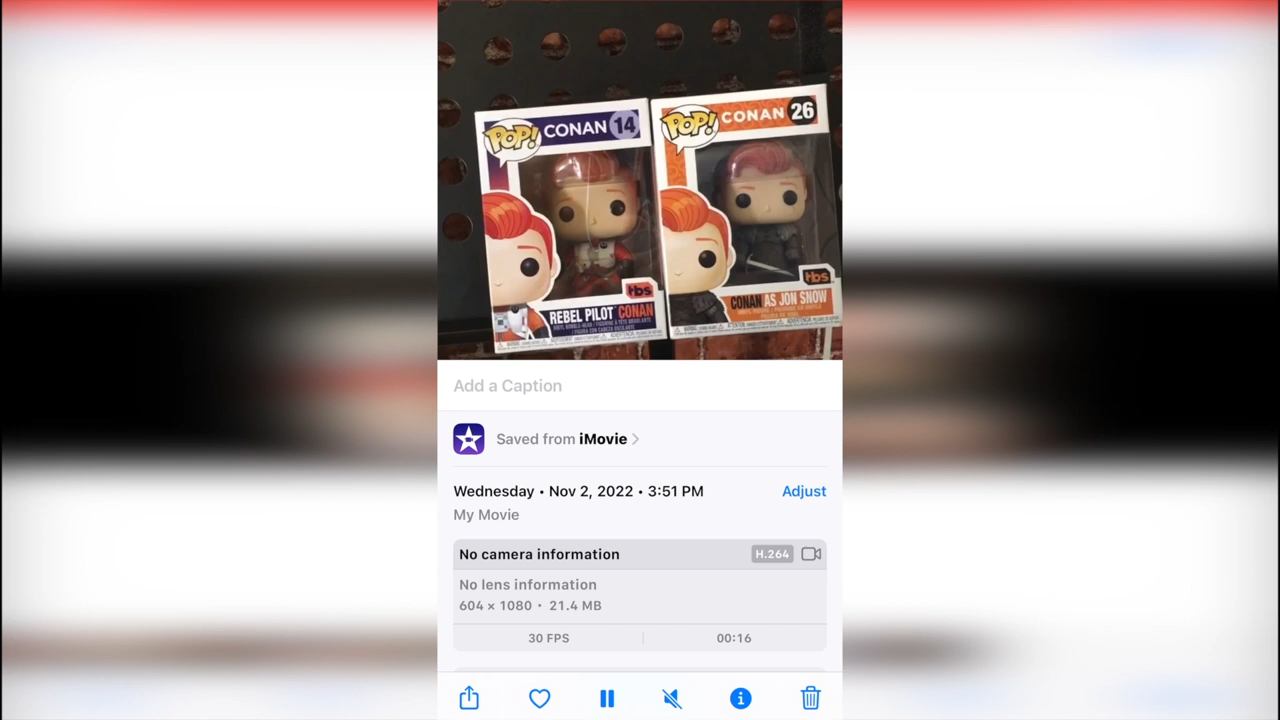 POP! CONAN 14
POP! CONAN 26
tbs
REBEL PILOT CONAN
tbs
CONAN AS JON SNOW
Add a Caption
Saved from iMovie
Wednesday • Nov 2, 2022 • 3:51 PM
Adjust
My Movie
No camera information
H.264
No lens information
604 × 1080 • 21.4 MB
30 FPS
00:16